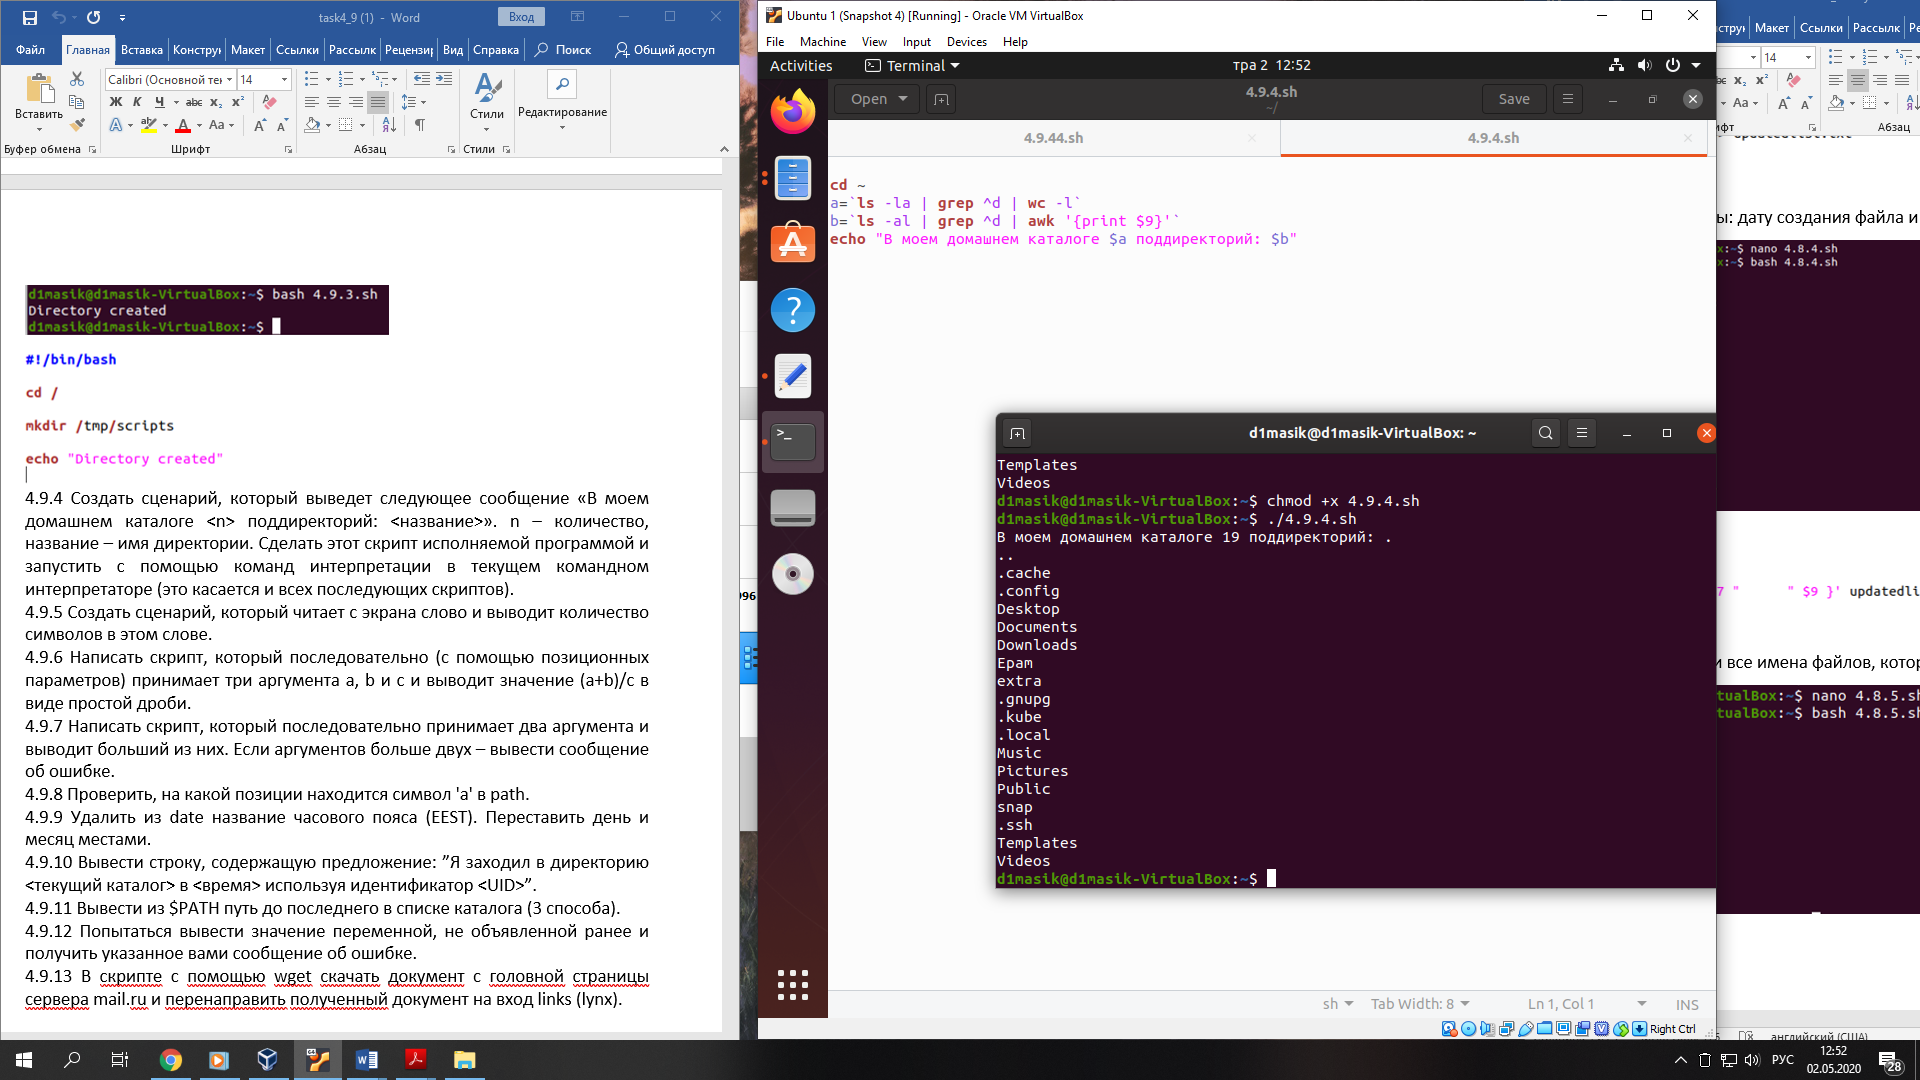 task4_9 (1) - Word
Вход
Файл Главная Вставка Констру Макет Ссылки Рассылк Рецензи Вид Справка Поиск Общий доступ
Calibri (Основной те 14
Вставить
Ж К Ч abc x₂ x²
Стили
Редактирование
Буфер обмена Шрифт Абзац Стили
d1masik@d1masik-VirtualBox:~$ bash 4.9.3.sh
Directory created
d1masik@d1masik-VirtualBox:~$
#!/bin/bash
cd /
mkdir /tmp/scripts
echo "Directory created"
4.9.4 Создать сценарий, который выведет следующее сообщение «В моем
домашнем каталоге <n> поддиректорий: <название>». n – количество,
название – имя директории. Сделать этот скрипт исполняемой программой и
запустить с помощью команд интерпретации в текущем командном
интерпретаторе (это касается и всех последующих скриптов).
4.9.5 Создать сценарий, который читает с экрана слово и выводит количество
символов в этом слове.
4.9.6 Написать скрипт, который последовательно (с помощью позиционных
параметров) принимает три аргумента a, b и c и выводит значение (a+b)/c в
виде простой дроби.
4.9.7 Написать скрипт, который последовательно принимает два аргумента и
выводит больший из них. Если аргументов больше двух – вывести сообщение
об ошибке.
4.9.8 Проверить, на какой позиции находится символ 'a' в path.
4.9.9 Удалить из date название часового пояса (EEST). Переставить день и
месяц местами.
4.9.10 Вывести строку, содержащую предложение: ”Я заходил в директорию
<текущий каталог> в <время> используя идентификатор <UID>”.
4.9.11 Вывести из $PATH путь до последнего в списке каталога (3 способа).
4.9.12 Попытаться вывести значение переменной, не объявленной ранее и
получить указанное вами сообщение об ошибке.
4.9.13 В скрипте с помощью wget скачать документ с головной страницы
сервера mail.ru и перенаправить полученный документ на вход links (lynx).
Ubuntu 1 (Snapshot 4) [Running] - Oracle VM VirtualBox
File Machine View Input Devices Help
Activities Terminal тра 2 12:52
Open 4.9.4.sh Save
~/
4.9.44.sh 4.9.4.sh
cd ~
a=`ls -la | grep ^d | wc -l`
b=`ls -al | grep ^d | awk '{print $9}'`
echo "В моем домашнем каталоге $a поддиректорий: $b"
d1masik@d1masik-VirtualBox: ~
Templates
Videos
d1masik@d1masik-VirtualBox:~$ chmod +x 4.9.4.sh
d1masik@d1masik-VirtualBox:~$ ./4.9.4.sh
В моем домашнем каталоге 19 поддиректорий: .
..
.cache
.config
Desktop
Documents
Downloads
Epam
extra
.gnupg
.kube
.local
Music
Pictures
Public
snap
.ssh
Templates
Videos
d1masik@d1masik-VirtualBox:~$
sh Tab Width: 8 Ln 1, Col 1 INS
Right Ctrl
Макет Ссылки Рассылк
14
Абзац
ы: дату создания файла и
$ nano 4.8.4.sh
$ bash 4.8.4.sh
7 " " $9 }' updatedli
и все имена файлов, котор
tualBox:~$ nano 4.8.5.sh
tualBox:~$ bash 4.8.5.sh
английский (США)
РУС
12:52
02.05.2020
28